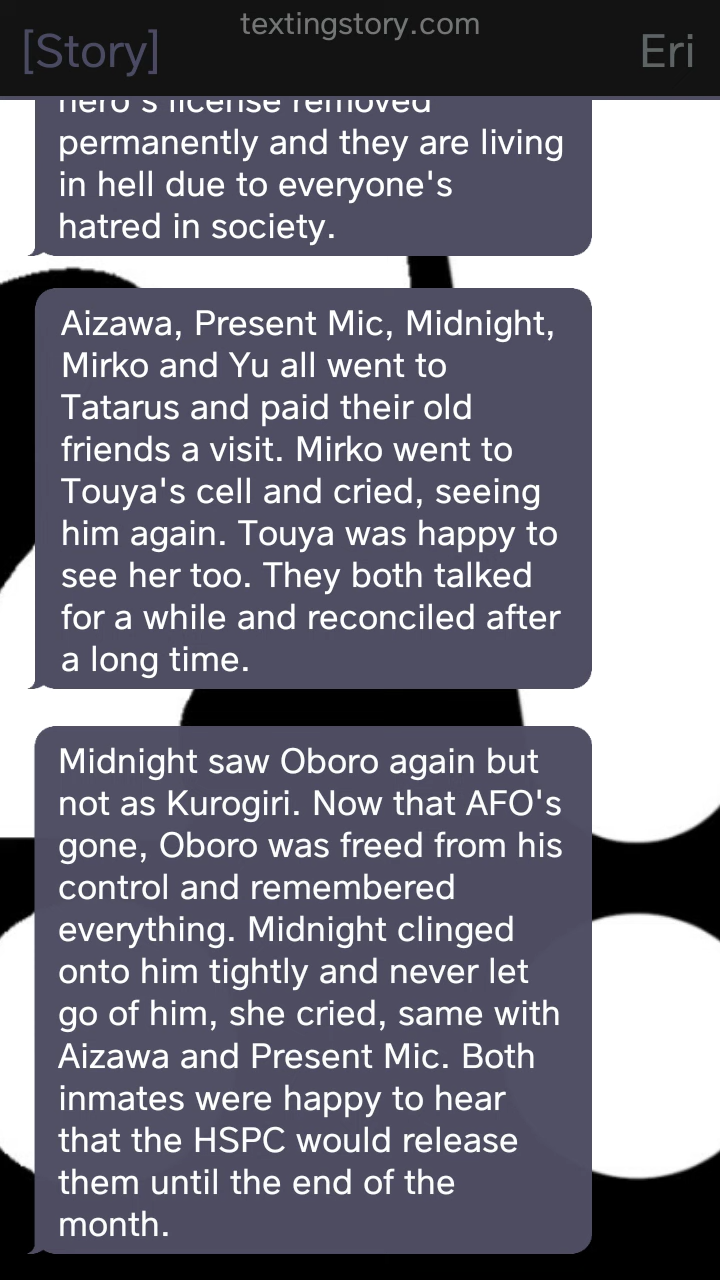 textingstory.com
[Story]
Eri
hero's license removed
permanently and they are living
in hell due to everyone's
hatred in society.
Aizawa, Present Mic, Midnight,
Mirko and Yu all went to
Tatarus and paid their old
friends a visit. Mirko went to
Touya's cell and cried, seeing
him again. Touya was happy to
see her too. They both talked
for a while and reconciled after
a long time.
Midnight saw Oboro again but
not as Kurogiri. Now that AFO's
gone, Oboro was freed from his
control and remembered
everything. Midnight clinged
onto him tightly and never let
go of him, she cried, same with
Aizawa and Present Mic. Both
inmates were happy to hear
that the HSPC would release
them until the end of the
month.